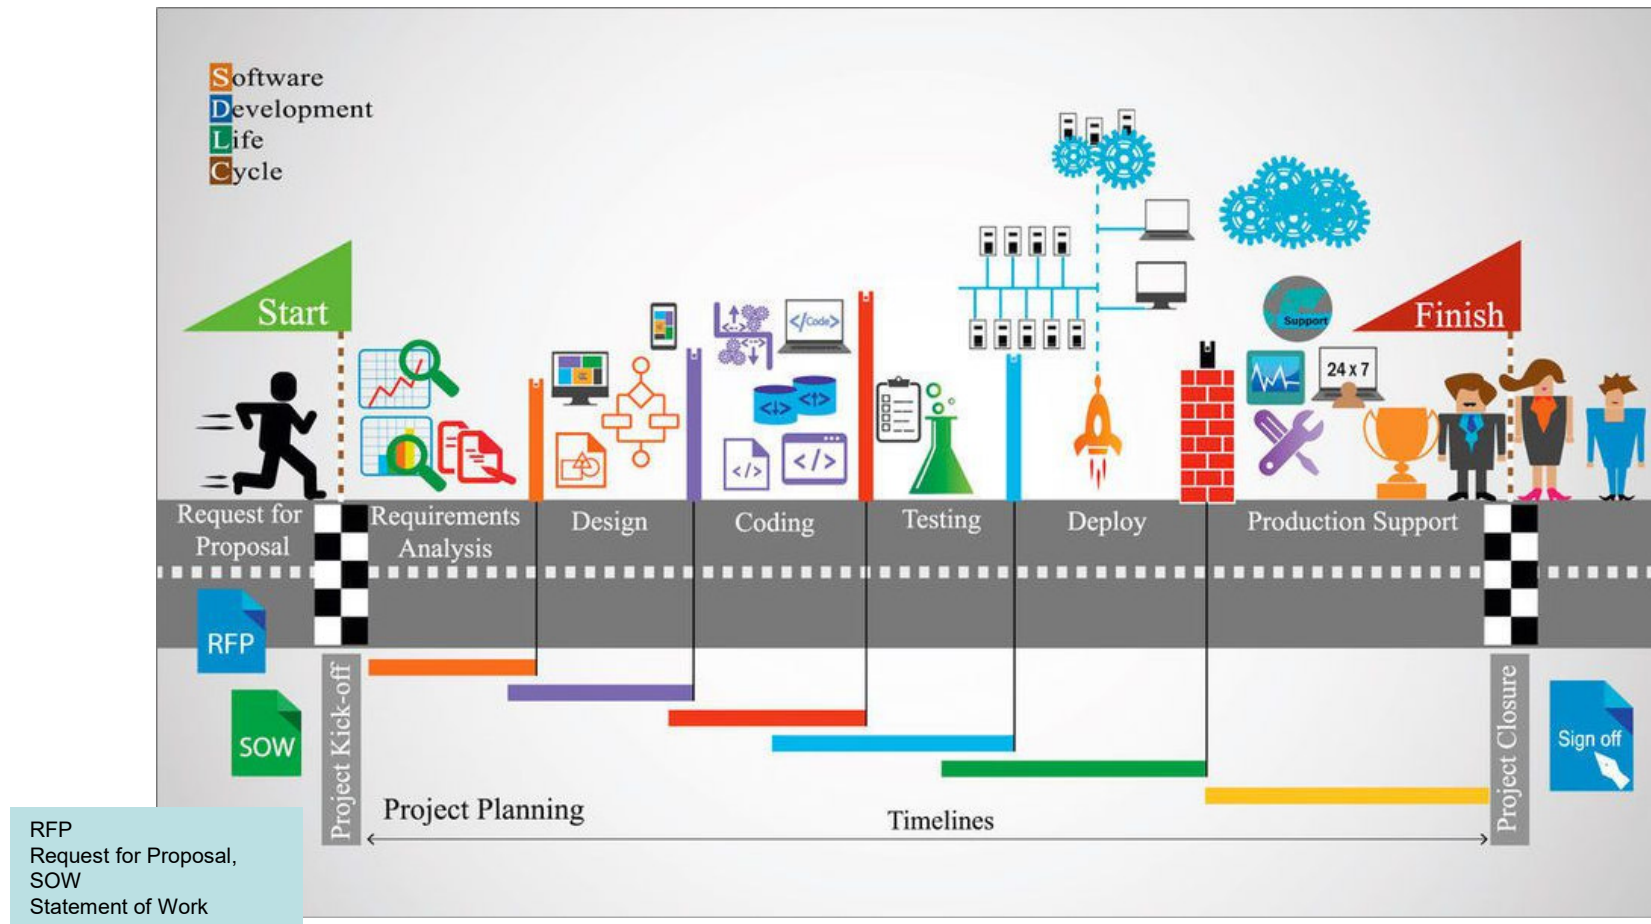 Software
Development
Life
Cycle
Start
Finish
</Code>
</>
</>
Support
24 x 7
Request for
Proposal
Requirements
Analysis
Design
Coding
Testing
Deploy
Production Support
RFP
SOW
Project Kick-off
Project Closure
Sign off
Project Planning
Timelines
RFP
Request for Proposal,
SOW
Statement of Work